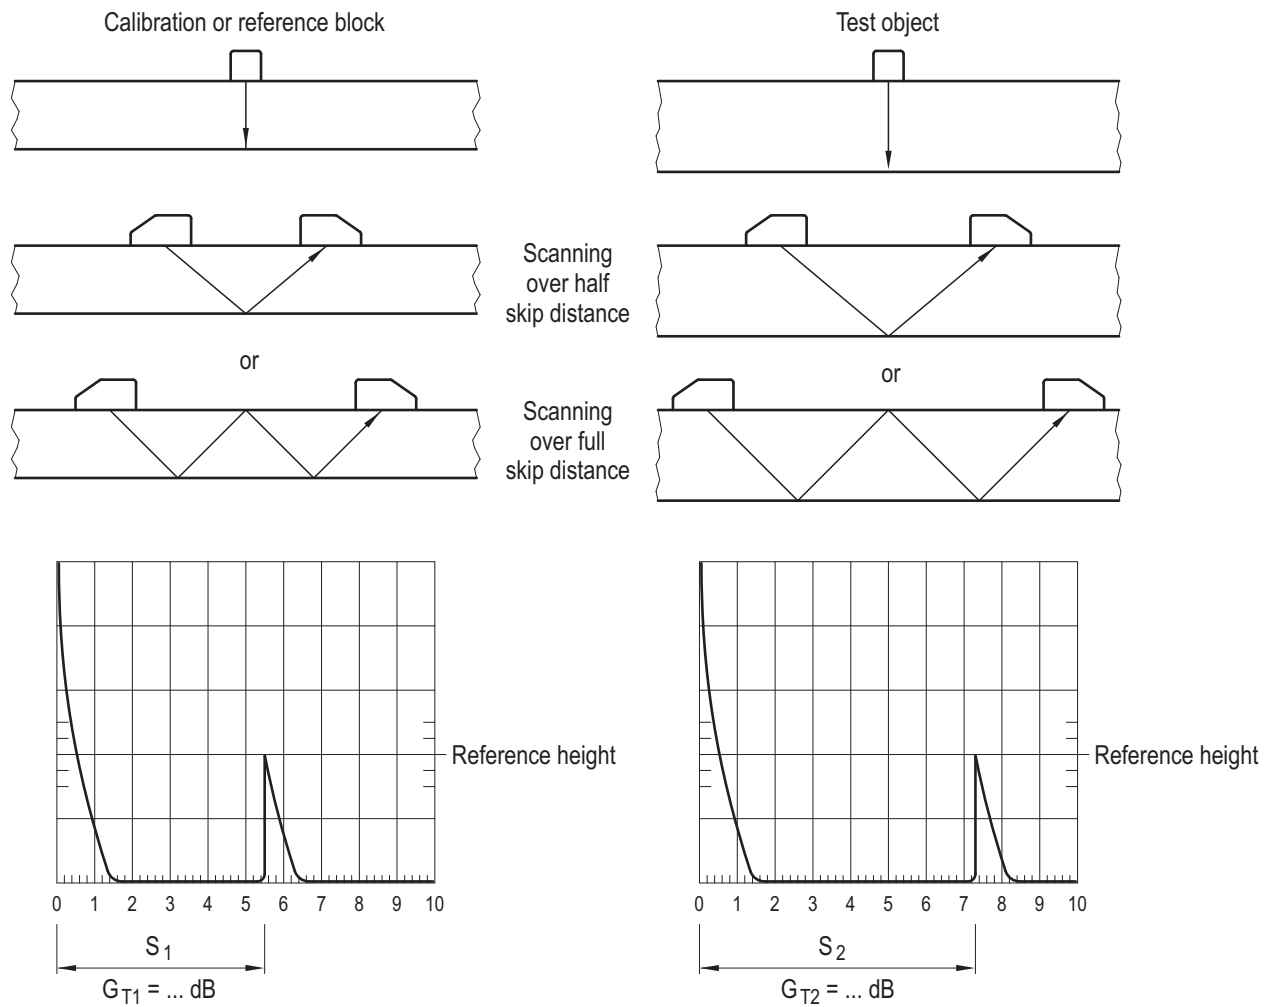 Calibration or reference block
Test object
Scanning
over half
skip distance
or
or
Scanning
over full
skip distance
Reference height
Reference height
0 1 2 3 4 5 6 7 8 9 10
0 1 2 3 4 5 6 7 8 9 10
S1
S2
GT1 = ... dB
GT2 = ... dB